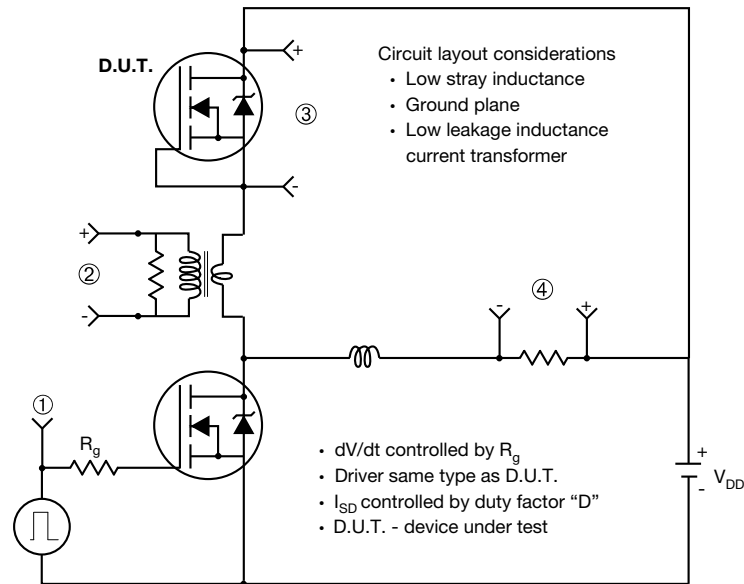 D.U.T.
+
Circuit layout considerations
• Low stray inductance
• Ground plane
③
• Low leakage inductance
current transformer
-
+
②
-
④
- +
①
R_g
• dV/dt controlled by R_g
• Driver same type as D.U.T.
• I_SD controlled by duty factor “D”
• D.U.T. - device under test
+
-
V_DD